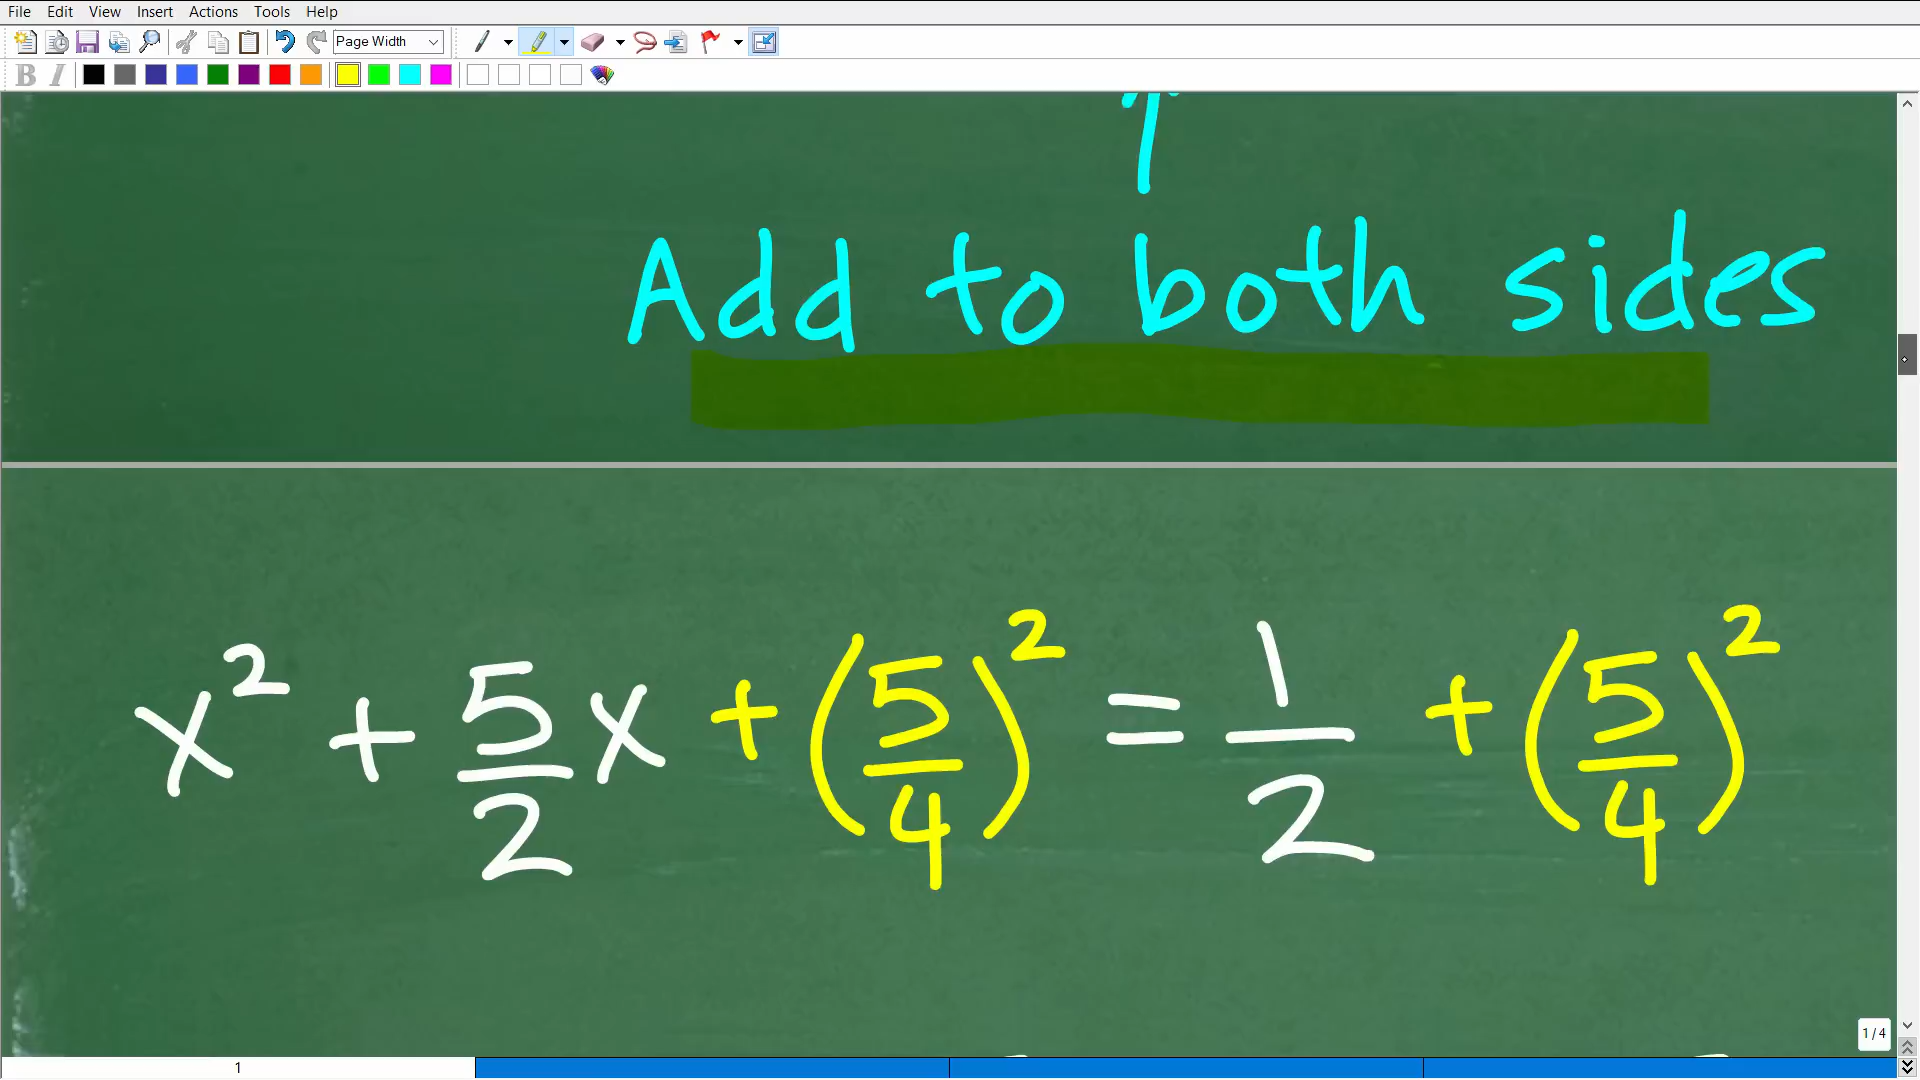 File Edit View Insert Actions Tools Help
Page Width
B I
Add to both sides
x² + 5/2 x + (5/4)² = 1/2 + (5/4)²
1 / 4
1